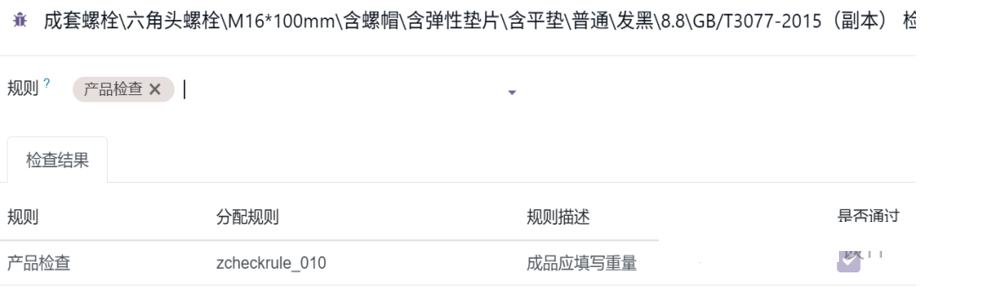 成套螺栓\六角头螺栓\M16*100mm\含螺帽\含弹性垫片\含平垫\普通\发黑\8.8\GB/T3077-2015（副本） 检
规则? 产品检查 ×
检查结果
规则 分配规则 规则描述 是否通过
产品检查 zcheckrule_010 成品应填写重量